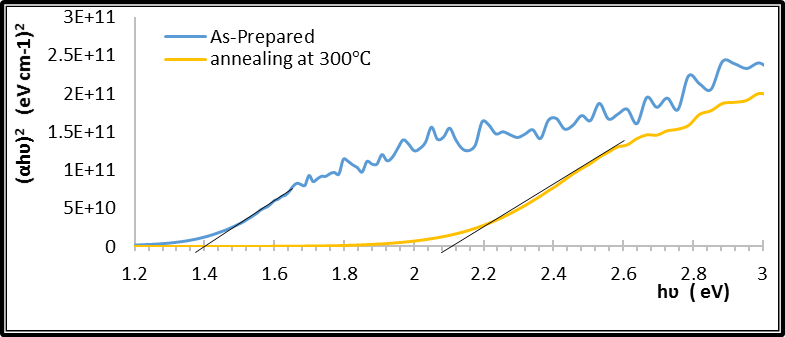 3E+11
2.5E+11
2E+11
1.5E+11
1E+11
5E+10
0
(αhυ)² (eV cm-1)²
As-Prepared
annealing at 300℃
1.2 1.4 1.6 1.8 2 2.2 2.4 2.6 2.8 3
hυ ( eV)